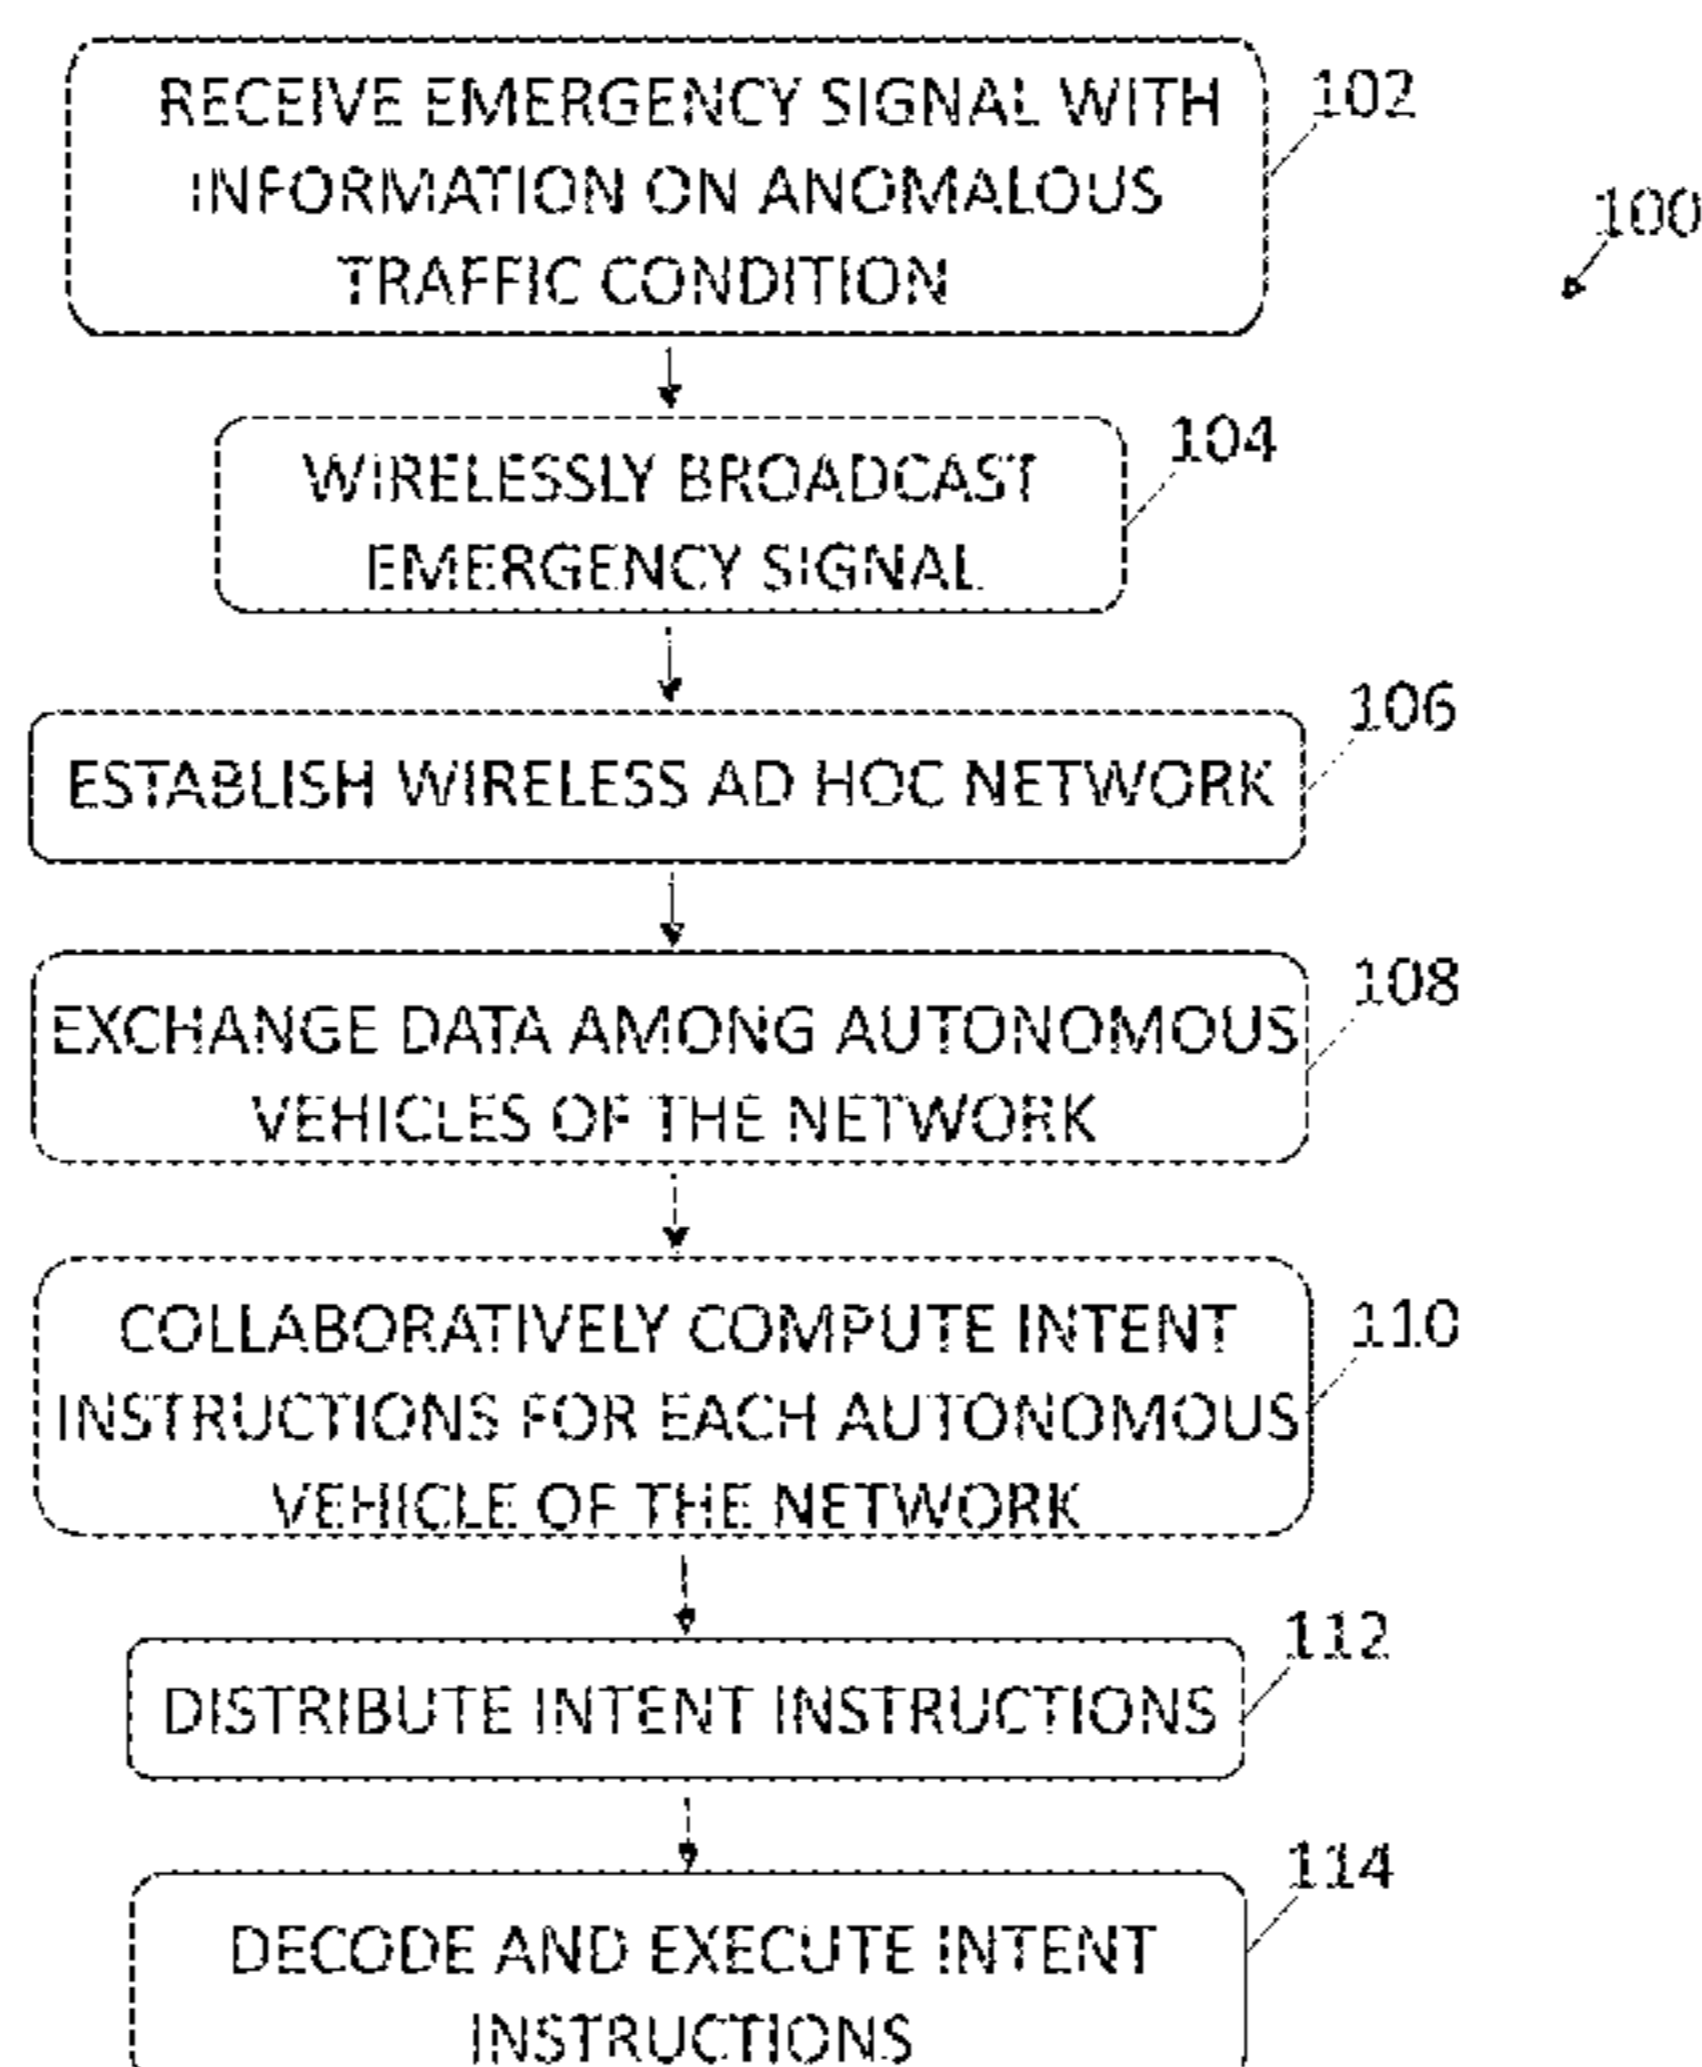 RECEIVE EMERGENCY SIGNAL WITH
INFORMATION ON ANOMALOUS
TRAFFIC CONDITION
102
100
WIRELESSLY BROADCAST
EMERGENCY SIGNAL
104
ESTABLISH WIRELESS AD HOC NETWORK
106
EXCHANGE DATA AMONG AUTONOMOUS
VEHICLES OF THE NETWORK
108
COLLABORATIVELY COMPUTE INTENT
INSTRUCTIONS FOR EACH AUTONOMOUS
VEHICLE OF THE NETWORK
110
DISTRIBUTE INTENT INSTRUCTIONS
112
DECODE AND EXECUTE INTENT
INSTRUCTIONS
114